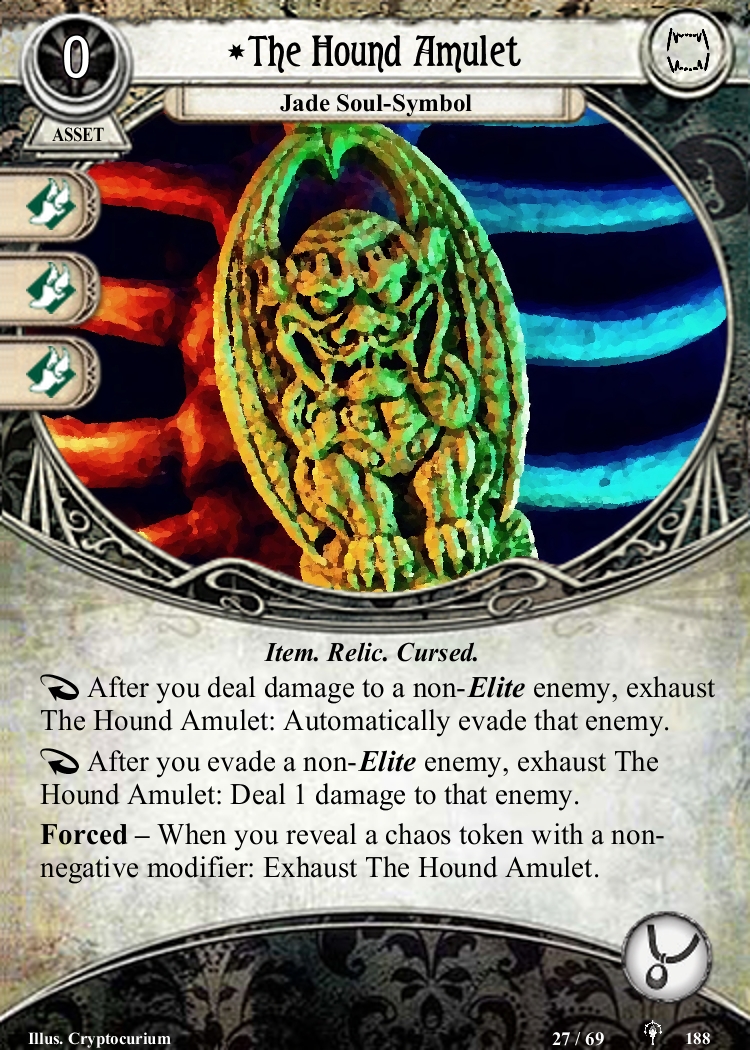 0
The Hound Amulet
ASSET
Jade Soul-Symbol
Item. Relic. Cursed.
After you deal damage to a non-Elite enemy, exhaust
The Hound Amulet: Automatically evade that enemy.
After you evade a non-Elite enemy, exhaust The
Hound Amulet: Deal 1 damage to that enemy.
Forced – When you reveal a chaos token with a non-
negative modifier: Exhaust The Hound Amulet.
Illus. Cryptocurium
27 / 69
188